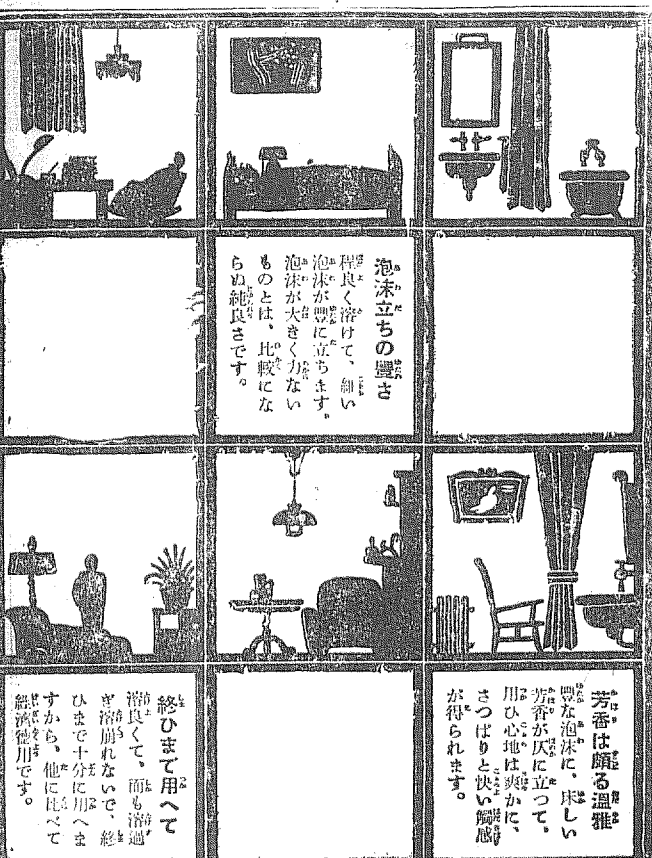 泡沫立ちの豐さ
程良く溶けて、細い
泡沫が豐に立ちます。
泡沫が大きく力ない
ものとは、比較にな
らぬ純良さです。
芳香は頗る溫雅
豐な泡沫に、床しい
芳香が仄に立つて、
用ひ心地は爽かに、
さつぱりと快い觸感
が得られます。
終ひまで用へて
溶良くて、而も溶過
ぎ溶崩れないで、終
ひまで十分に用へま
すから、他に比べて
經濟德用です。